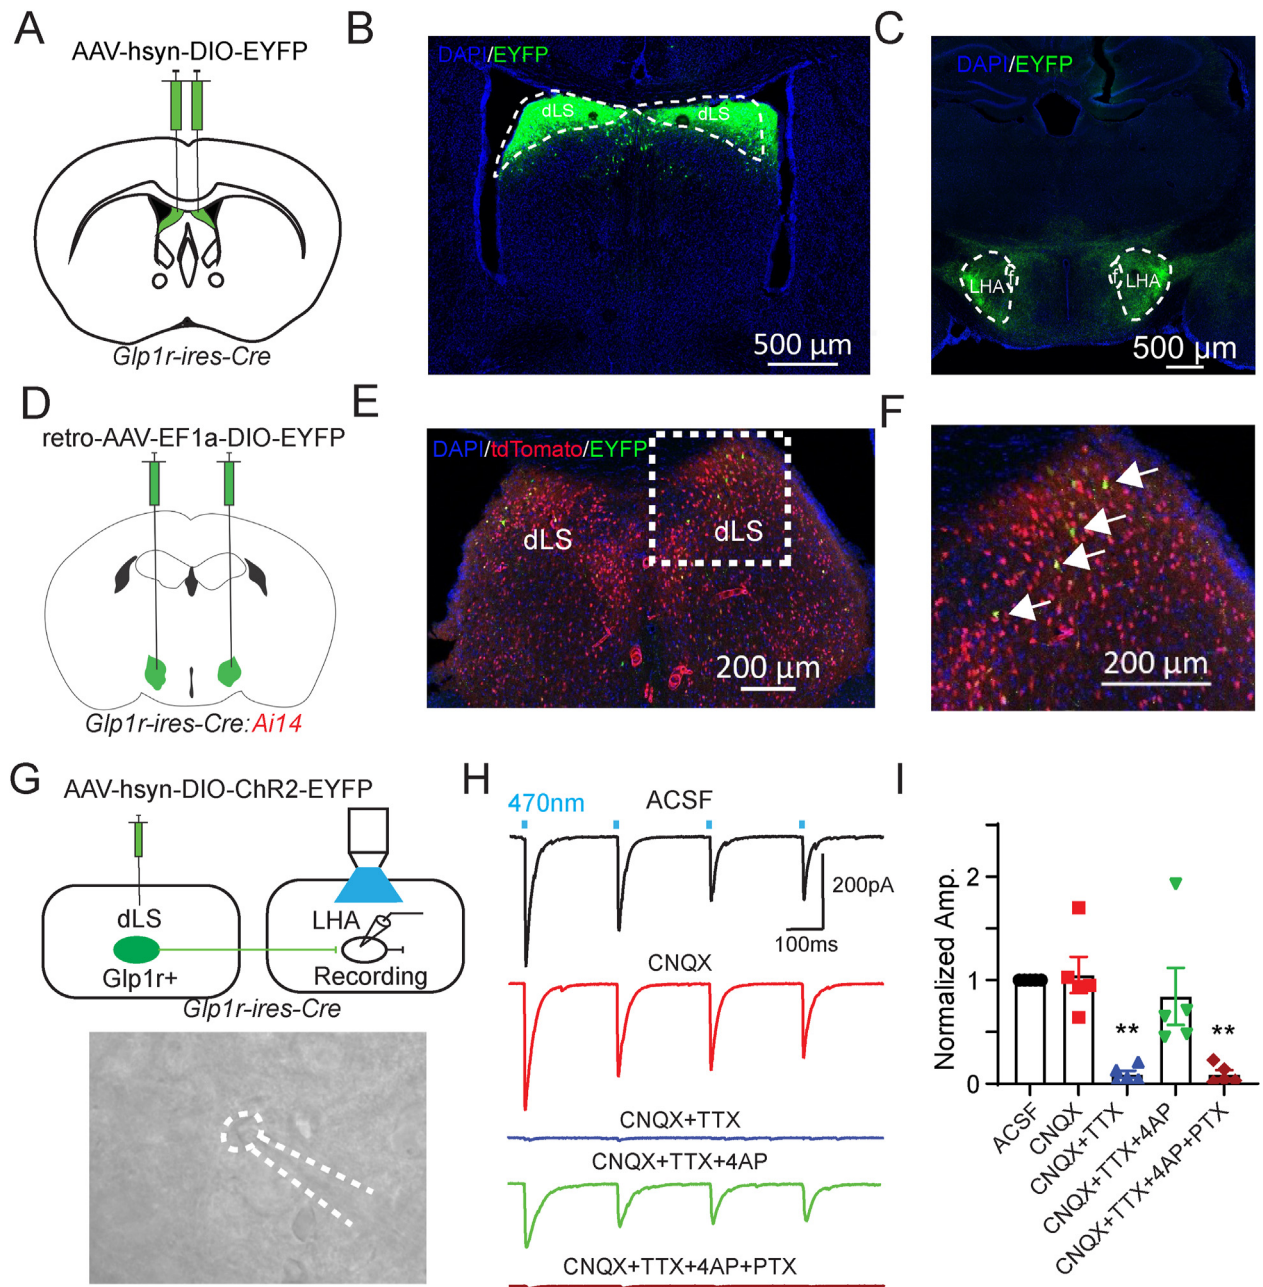 A
AAV-hsyn-DIO-EYFP
Glp1r-ires-Cre
B
DAPI/EYFP
dLS
dLS
500 μm
C
DAPI/EYFP
LHA
f
f
LHA
500 μm
D
retro-AAV-EF1a-DIO-EYFP
Glp1r-ires-Cre:Ai14
E
DAPI/tdTomato/EYFP
dLS
dLS
200 μm
F
200 μm
G
AAV-hsyn-DIO-ChR2-EYFP
dLS
Glp1r+
LHA
Recording
Glp1r-ires-Cre
H
470nm
ACSF
200pA
100ms
CNQX
CNQX+TTX
CNQX+TTX+4AP
CNQX+TTX+4AP+PTX
I
Normalized Amp.
2
1
0
**
**
ACSF
CNQX
CNQX+TTX
CNQX+TTX+4AP
CNQX+TTX+4AP+PTX